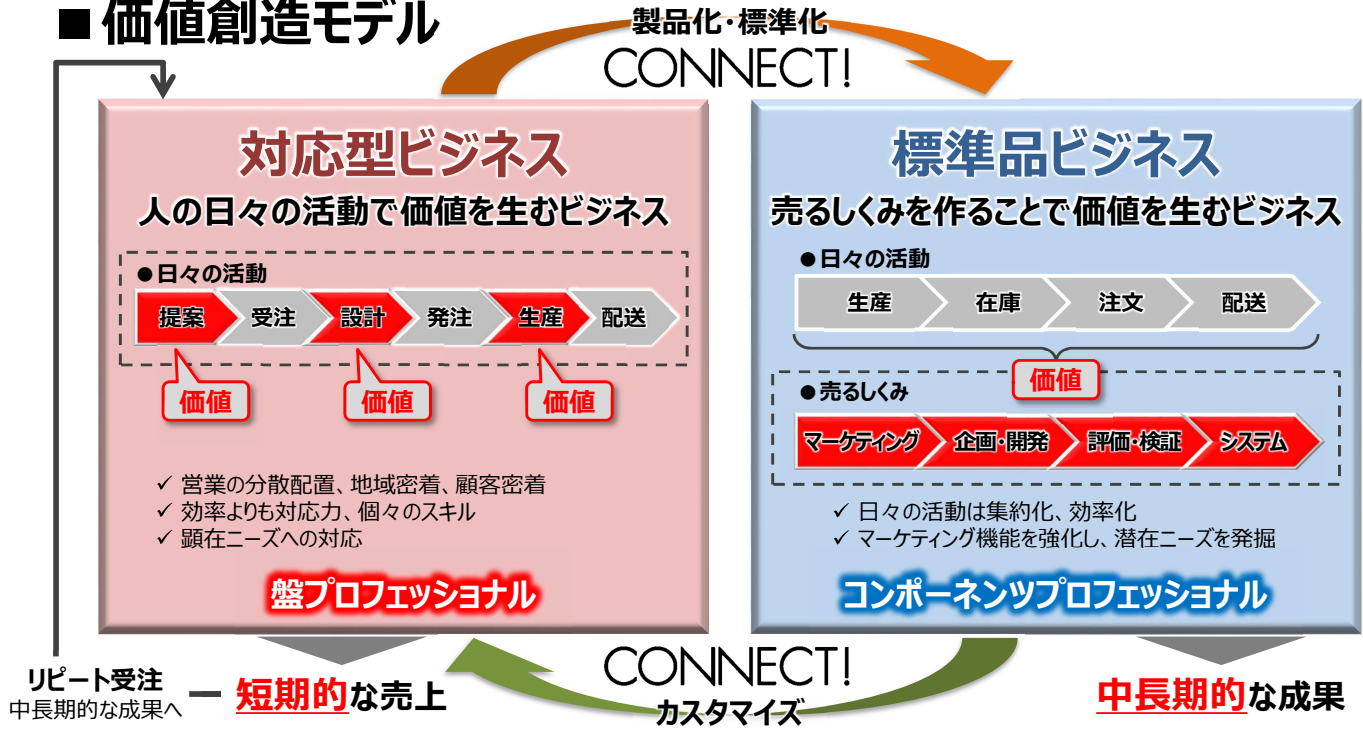 ■価値創造モデル
製品化・標準化
CONNECT!
対応型ビジネス
人の日々の活動で価値を生むビジネス
●日々の活動
提案 受注 設計 発注 生産 配送
価値 価値 価値
✓ 営業の分散配置、地域密着、顧客密着
✓ 効率よりも対応力、個々のスキル
✓ 顕在ニーズへの対応
盤プロフェッショナル
標準品ビジネス
売るしくみを作ることで価値を生むビジネス
●日々の活動
生産 在庫 注文 配送
価値
●売るしくみ
マーケティング 企画・開発 評価・検証 システム
✓ 日々の活動は集約化、効率化
✓ マーケティング機能を強化し、潜在ニーズを発掘
コンポーネンツプロフェッショナル
リピート受注
中長期的な成果へ
短期的な売上
CONNECT!
カスタマイズ
中長期的な成果